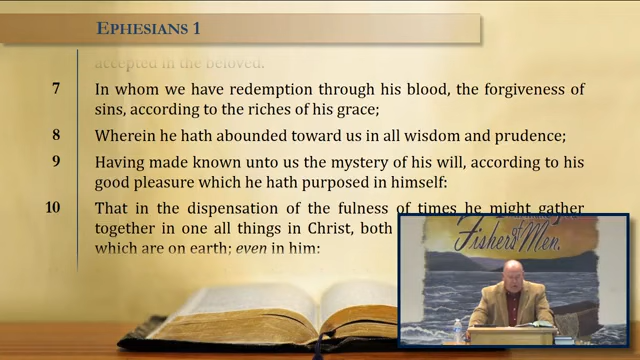 EPHESIANS 1
accepted in the beloved.
7 In whom we have redemption through his blood, the forgiveness of
sins, according to the riches of his grace;
8 Wherein he hath abounded toward us in all wisdom and prudence;
9 Having made known unto us the mystery of his will, according to his
good pleasure which he hath purposed in himself:
10 That in the dispensation of the fulness of times he might gather
together in one all things in Christ, both
which are on earth; even in him:
of
Fishers Men.